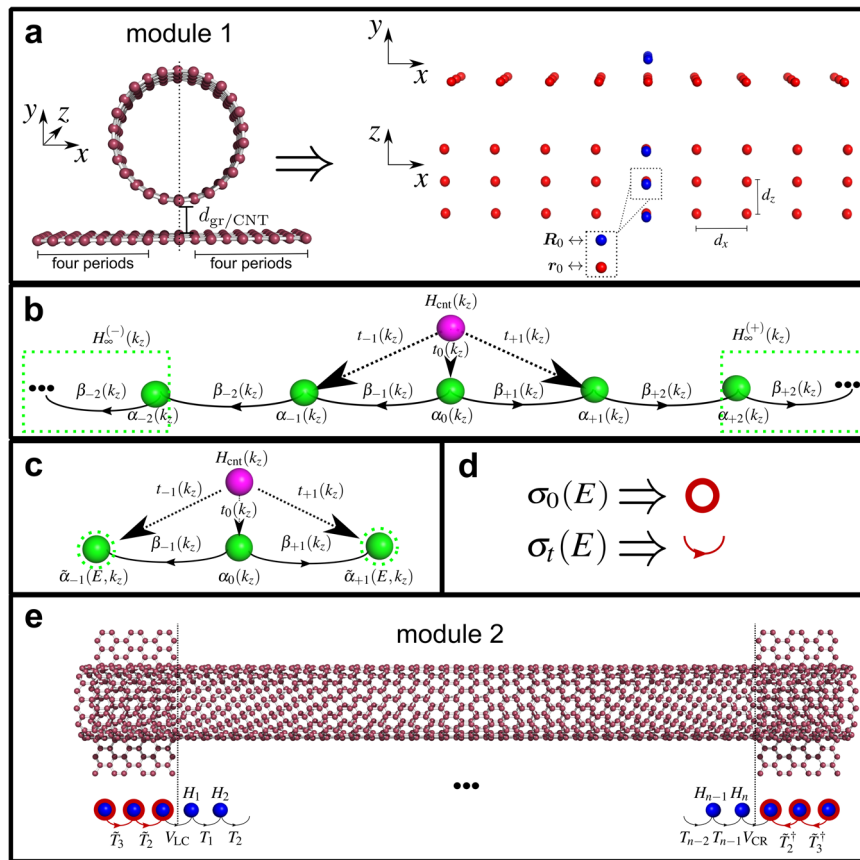 a module 1
y z x
d_gr/CNT
four periods four periods
y x
z x
d_z
d_x
R_0 ↔
r_0 ↔
b
H_cnt(k_z)
H_∞^(−)(k_z) H_∞^(+)(k_z)
t_−1(k_z) t_0(k_z) t_+1(k_z)
••• β_−2(k_z) β_−2(k_z) β_−1(k_z) β_+1(k_z) β_+2(k_z) β_+2(k_z) •••
α_−2(k_z) α_−1(k_z) α_0(k_z) α_+1(k_z) α_+2(k_z)
c
H_cnt(k_z)
t_−1(k_z) t_0(k_z) t_+1(k_z)
β_−1(k_z) β_+1(k_z)
α̃_−1(E,k_z) α_0(k_z) α̃_+1(E,k_z)
d
σ_0(E) ⇒
σ_t(E) ⇒
e module 2
•••
H_1 H_2 H_n−1 H_n
T̃_3 T̃_2 V_LC T_1 T_2 T_n−2 T_n−1 V_CR T̃_2^† T̃_3^†